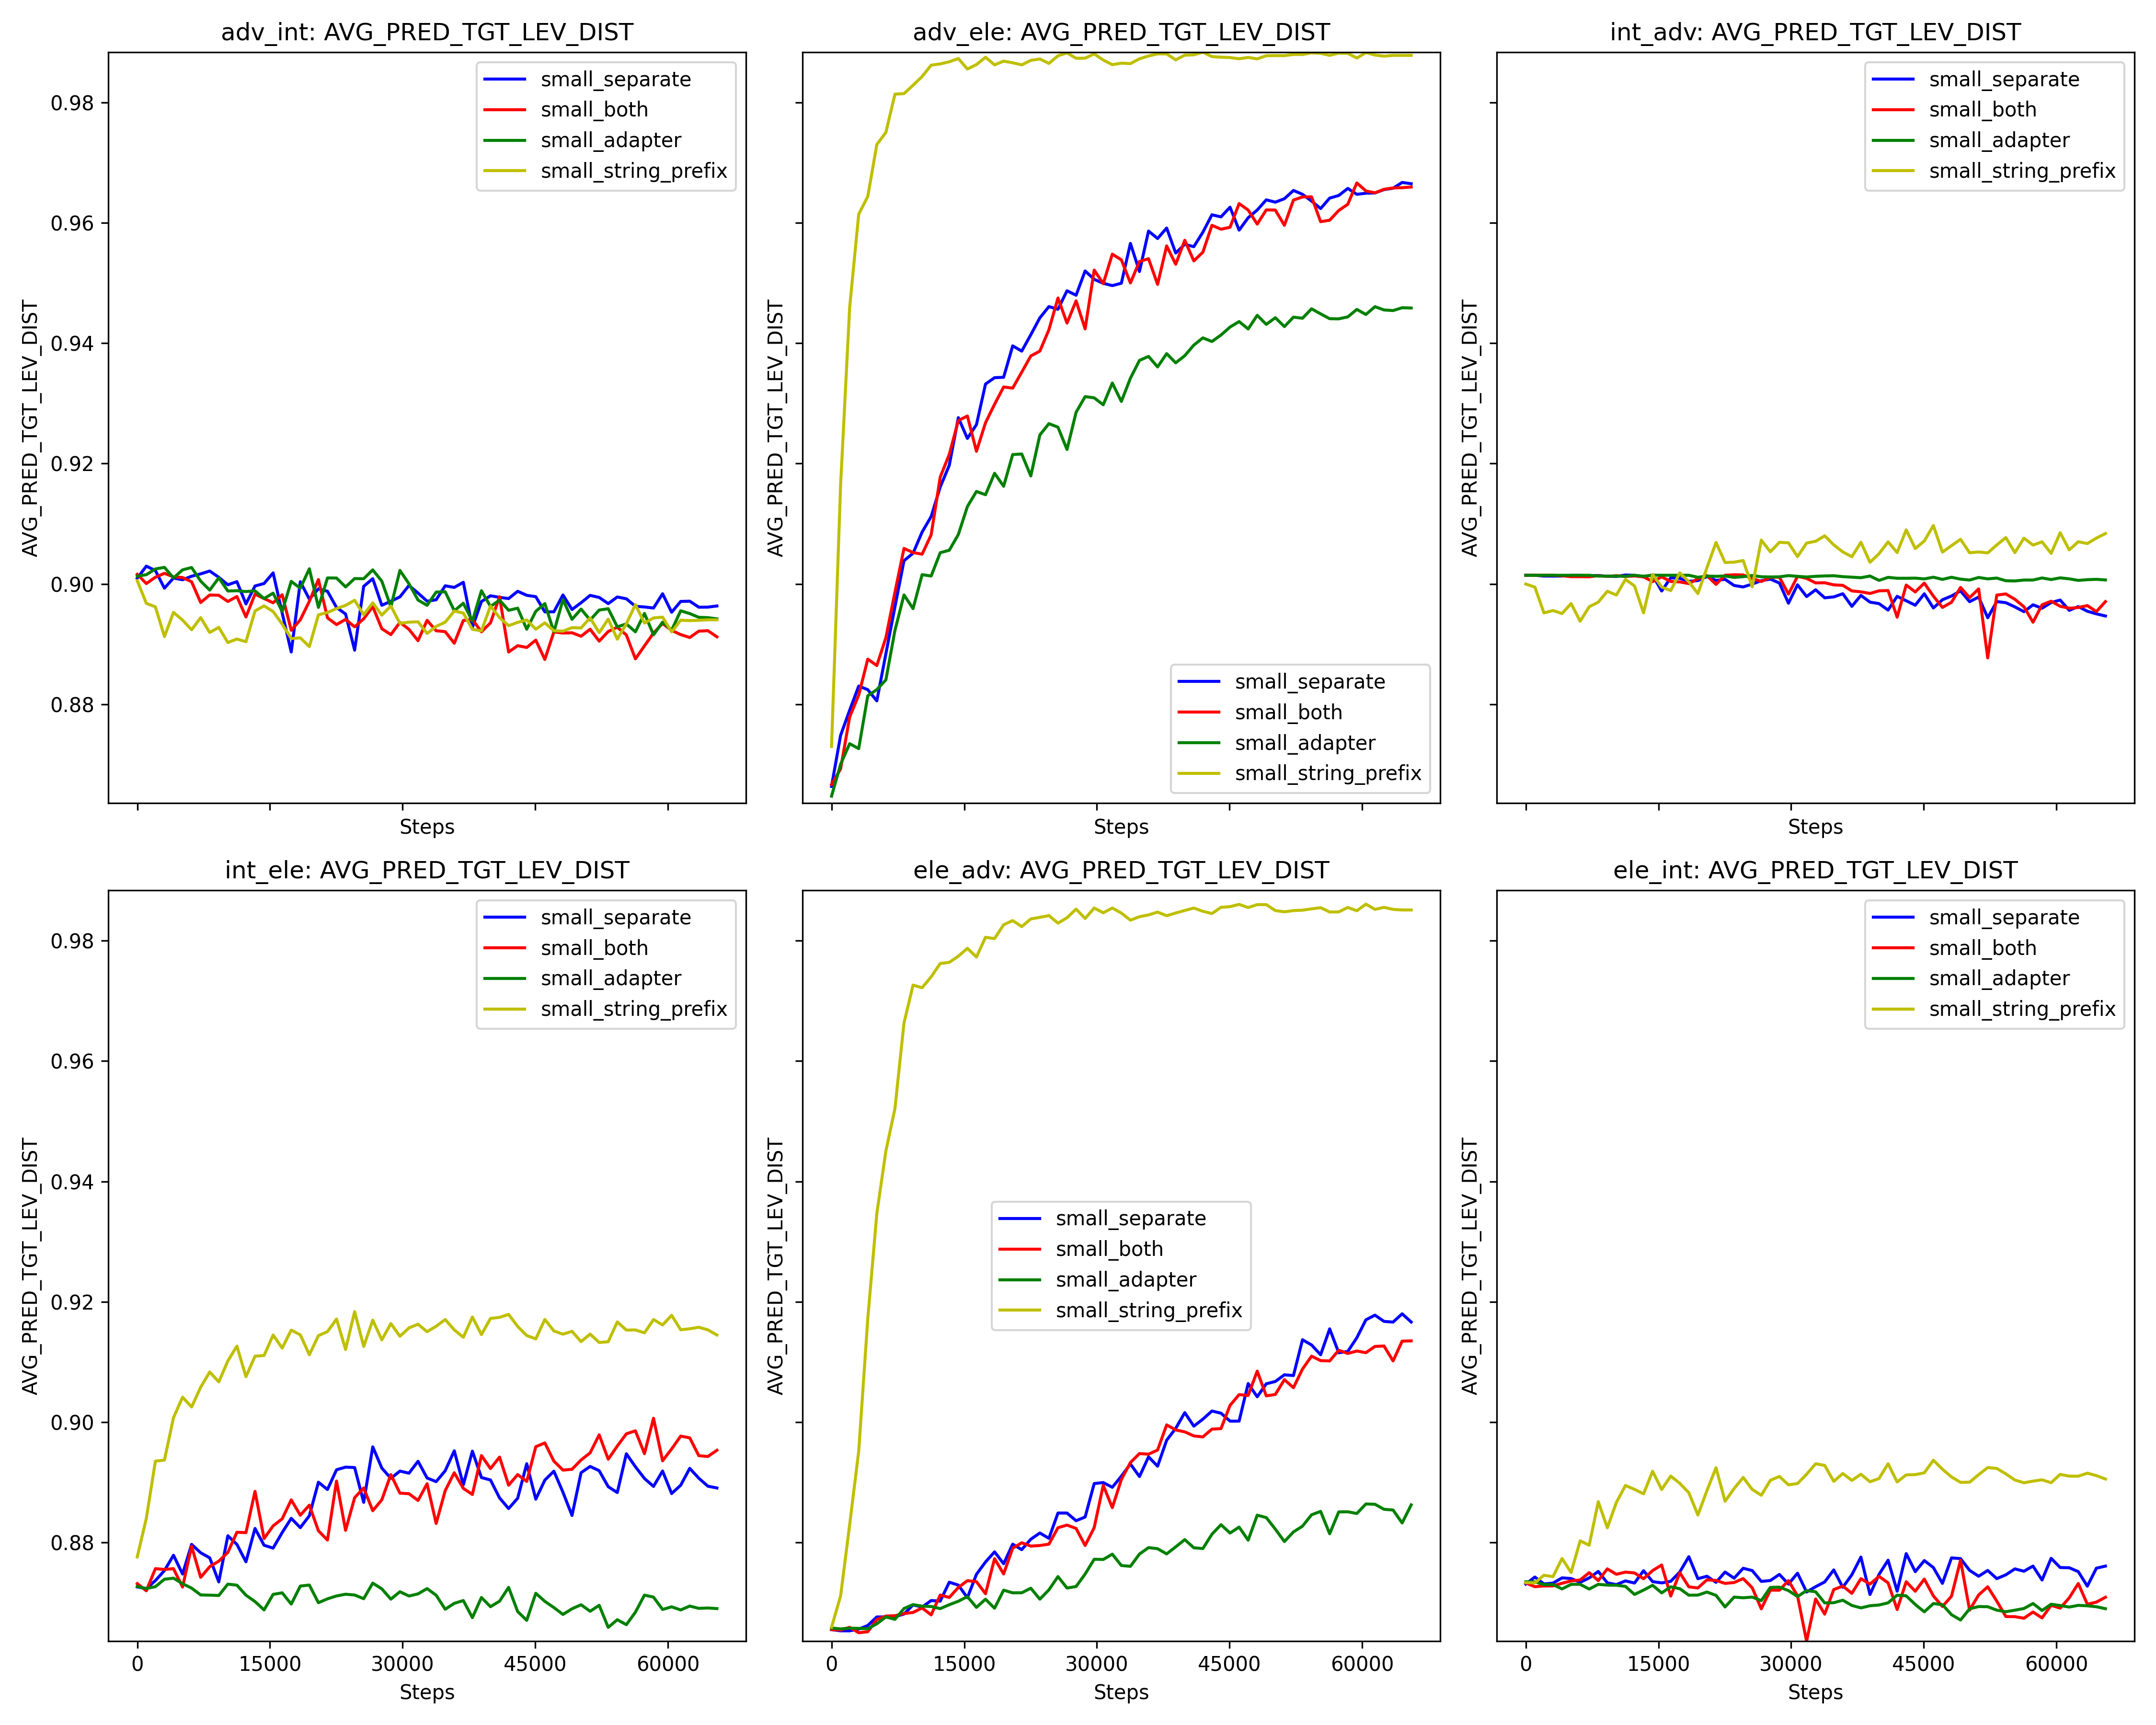 adv_int: AVG_PRED_TGT_LEV_DIST
AVG_PRED_TGT_LEV_DIST
0.98
0.96
0.94
0.92
0.90
0.88
small_separate
small_both
small_adapter
small_string_prefix
Steps
adv_ele: AVG_PRED_TGT_LEV_DIST
AVG_PRED_TGT_LEV_DIST
small_separate
small_both
small_adapter
small_string_prefix
Steps
int_adv: AVG_PRED_TGT_LEV_DIST
AVG_PRED_TGT_LEV_DIST
small_separate
small_both
small_adapter
small_string_prefix
Steps
int_ele: AVG_PRED_TGT_LEV_DIST
AVG_PRED_TGT_LEV_DIST
0.98
0.96
0.94
0.92
0.90
0.88
small_separate
small_both
small_adapter
small_string_prefix
0 15000 30000 45000 60000
Steps
ele_adv: AVG_PRED_TGT_LEV_DIST
AVG_PRED_TGT_LEV_DIST
small_separate
small_both
small_adapter
small_string_prefix
0 15000 30000 45000 60000
Steps
ele_int: AVG_PRED_TGT_LEV_DIST
AVG_PRED_TGT_LEV_DIST
small_separate
small_both
small_adapter
small_string_prefix
0 15000 30000 45000 60000
Steps